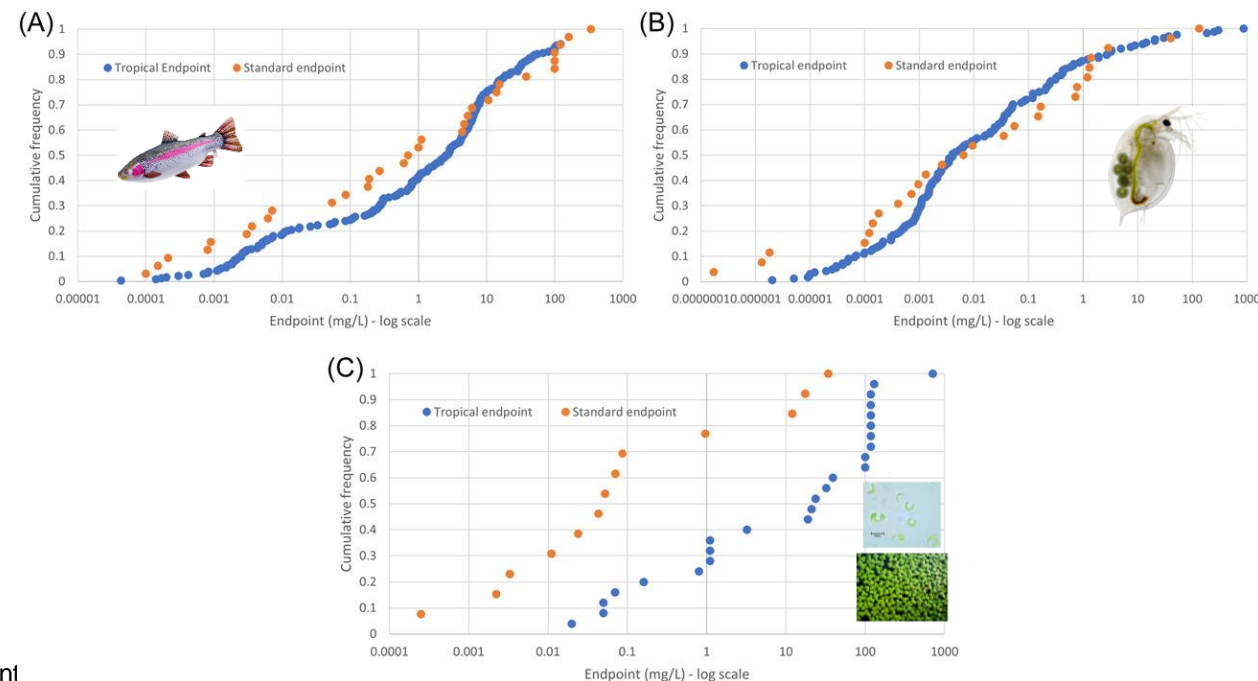 (A)
1
0.9
0.8
0.7
0.6
0.5
0.4
0.3
0.2
0.1
0
Cumulative frequency
Tropical Endpoint Standard endpoint
0.00001 0.0001 0.001 0.01 0.1 1 10 100 1000
Endpoint (mg/L) - log scale
(B)
1
0.9
0.8
0.7
0.6
0.5
0.4
0.3
0.2
0.1
0
Cumulative frequency
Tropical endpoint Standard endpoint
0.0000001 0.000001 0.00001 0.0001 0.001 0.01 0.1 1 10 100 1000
Endpoint (mg/L) - log scale
(C)
1
0.9
0.8
0.7
0.6
0.5
0.4
0.3
0.2
0.1
0
Cumulative frequency
Tropical endpoint Standard endpoint
0.0001 0.001 0.01 0.1 1 10 100 1000
Endpoint (mg/L) - log scale